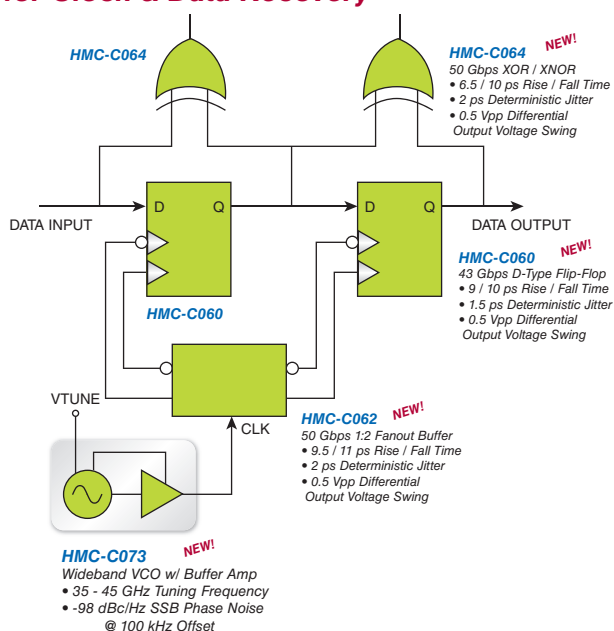 for Clock & Data Recovery
HMC-C064
HMC-C064 NEW!
50 Gbps XOR / XNOR
• 6.5 / 10 ps Rise / Fall Time
• 2 ps Deterministic Jitter
• 0.5 Vpp Differential
Output Voltage Swing
D Q
D Q
DATA INPUT
DATA OUTPUT
HMC-C060 NEW!
43 Gbps D-Type Flip-Flop
• 9 / 10 ps Rise / Fall Time
• 1.5 ps Deterministic Jitter
• 0.5 Vpp Differential
Output Voltage Swing
HMC-C060
VTUNE
CLK
HMC-C062 NEW!
50 Gbps 1:2 Fanout Buffer
• 9.5 / 11 ps Rise / Fall Time
• 2 ps Deterministic Jitter
• 0.5 Vpp Differential
Output Voltage Swing
HMC-C073 NEW!
Wideband VCO w/ Buffer Amp
• 35 - 45 GHz Tuning Frequency
• -98 dBc/Hz SSB Phase Noise
@ 100 kHz Offset